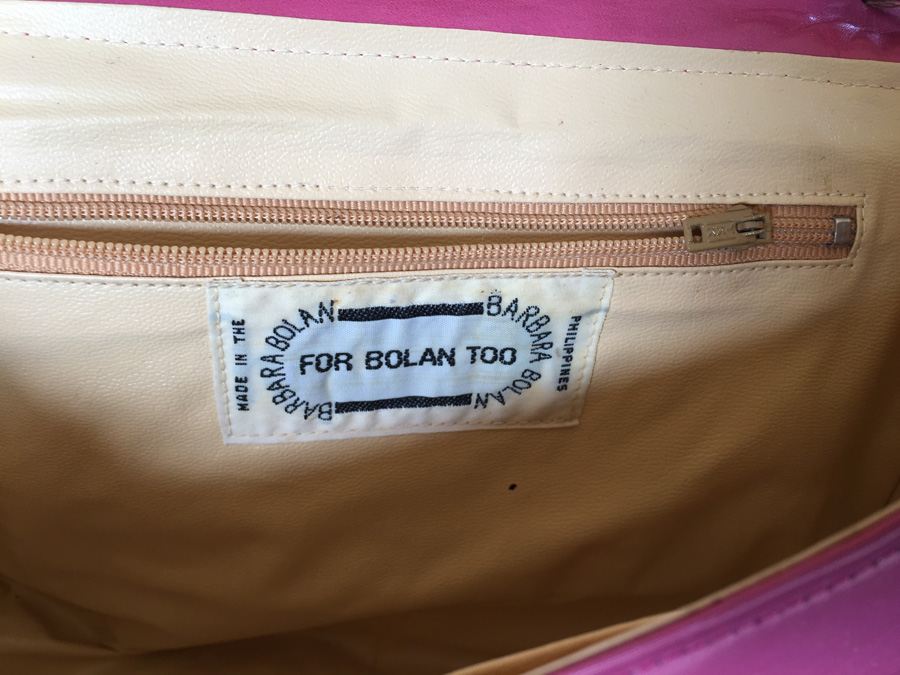 MADE IN THE
BARBARA BOLAN
FOR BOLAN TOO
BARBARA BOLAN
PHILIPPINES